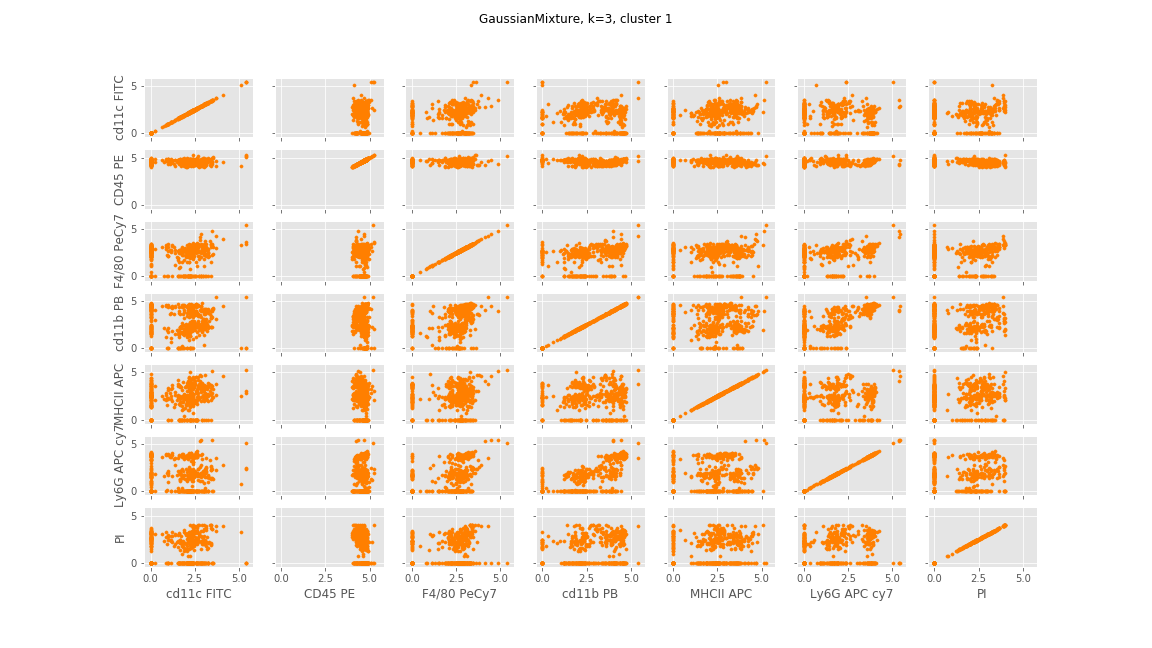 GaussianMixture, k=3, cluster 1
cd11c FITC
5
0
CD45 PE
5
0
F4/80 PeCy7
5
0
cd11b PB
5
0
MHCII APC
5
0
Ly6G APC cy7
5
0
PI
5
0
0.0 2.5 5.0 0.0 2.5 5.0 0.0 2.5 5.0 0.0 2.5 5.0 0.0 2.5 5.0 0.0 2.5 5.0 0.0 2.5 5.0
cd11c FITC CD45 PE F4/80 PeCy7 cd11b PB MHCII APC Ly6G APC cy7 PI